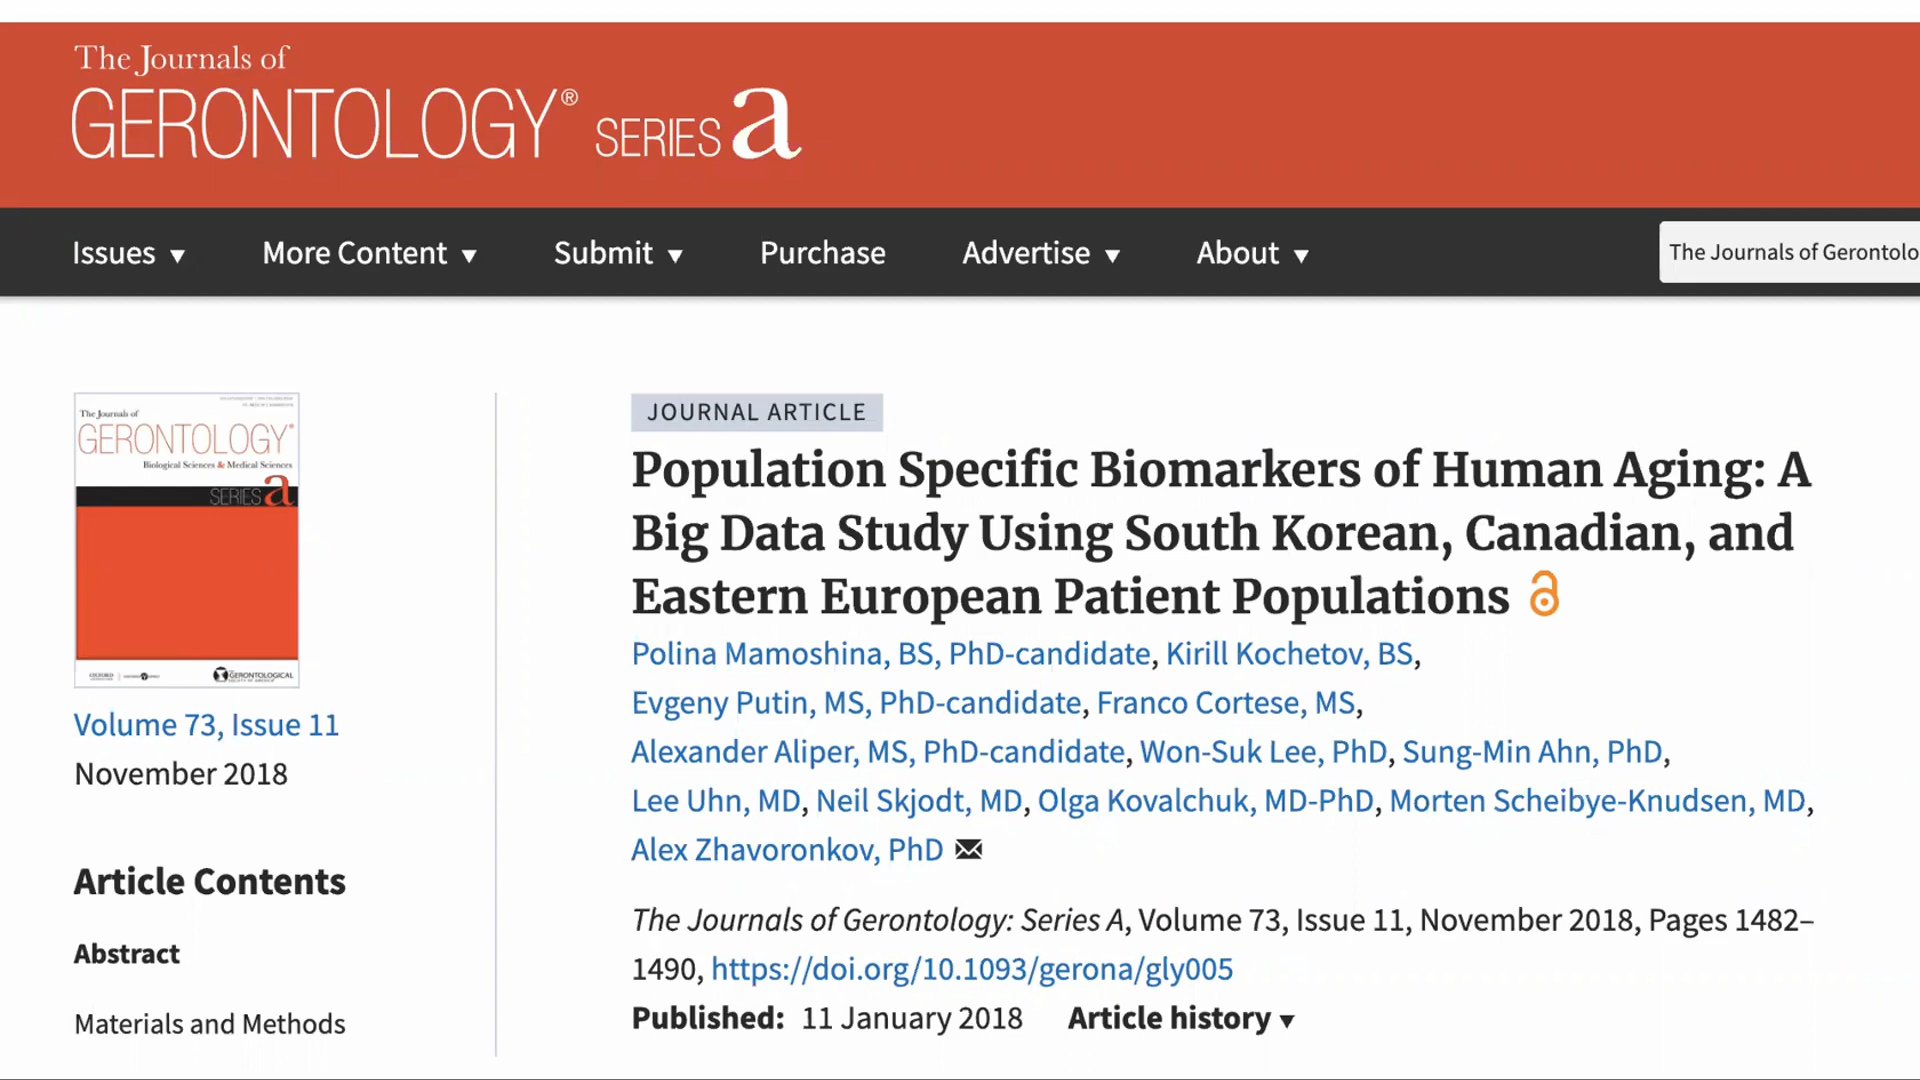 The Journals of
GERONTOLOGY® SERIES a
Issues ▼ More Content ▼ Submit ▼ Purchase Advertise ▼ About ▼ The Journals of Gerontolo
The Journals of
GERONTOLOGY®
Biological Sciences & Medical Sciences
SERIES a
OXFORD
GERONTOLOGICAL
Volume 73, Issue 11
November 2018
Article Contents
Abstract
Materials and Methods
JOURNAL ARTICLE
Population Specific Biomarkers of Human Aging: A
Big Data Study Using South Korean, Canadian, and
Eastern European Patient Populations
Polina Mamoshina, BS, PhD-candidate, Kirill Kochetov, BS,
Evgeny Putin, MS, PhD-candidate, Franco Cortese, MS,
Alexander Aliper, MS, PhD-candidate, Won-Suk Lee, PhD, Sung-Min Ahn, PhD,
Lee Uhn, MD, Neil Skjodt, MD, Olga Kovalchuk, MD-PhD, Morten Scheibye-Knudsen, MD,
Alex Zhavoronkov, PhD
The Journals of Gerontology: Series A, Volume 73, Issue 11, November 2018, Pages 1482–
1490, https://doi.org/10.1093/gerona/gly005
Published: 11 January 2018 Article history ▼